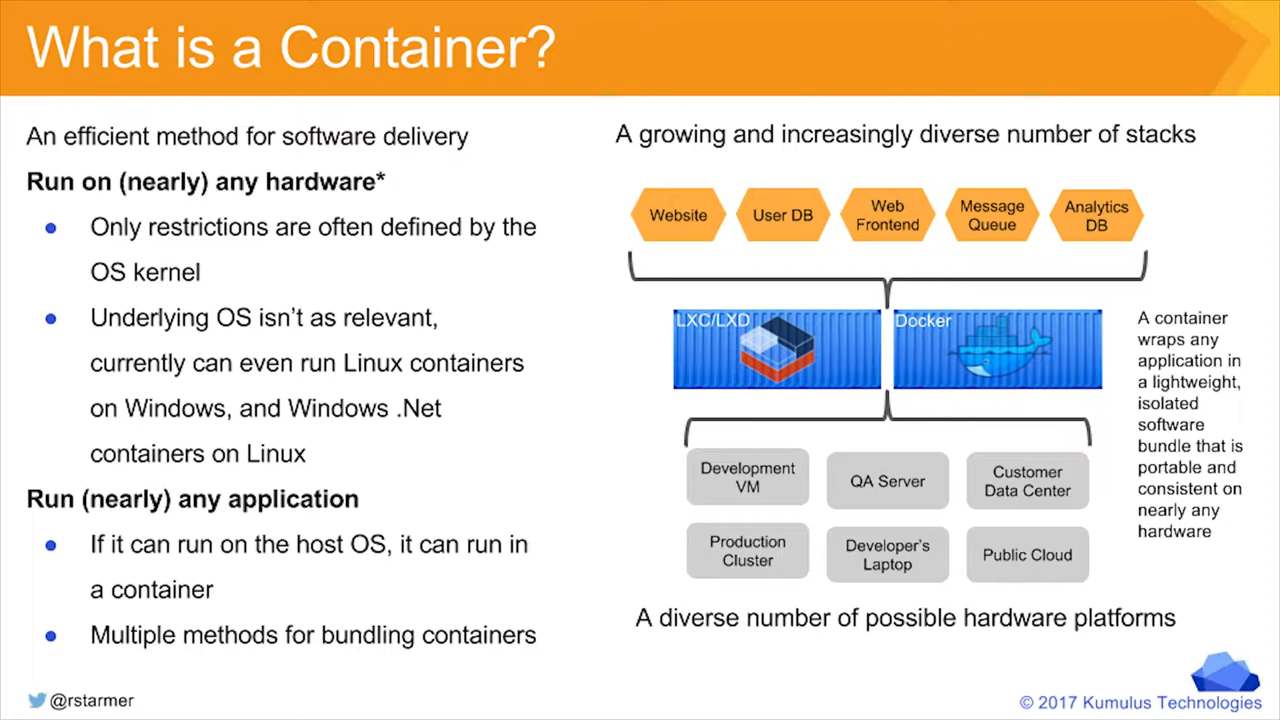 What is a Container?
An efficient method for software delivery
Run on (nearly) any hardware*
● Only restrictions are often defined by the
OS kernel
● Underlying OS isn't as relevant,
currently can even run Linux containers
on Windows, and Windows .Net
containers on Linux
Run (nearly) any application
● If it can run on the host OS, it can run in
a container
● Multiple methods for bundling containers
A growing and increasingly diverse number of stacks
Website
User DB
Web
Frontend
Message
Queue
Analytics
DB
LXC/LXD
Docker
A container
wraps any
application in
a lightweight,
isolated
software
bundle that is
portable and
consistent on
nearly any
hardware
Development
VM
QA Server
Customer
Data Center
Production
Cluster
Developer's
Laptop
Public Cloud
A diverse number of possible hardware platforms
@rstarmer
© 2017 Kumulus Technologies